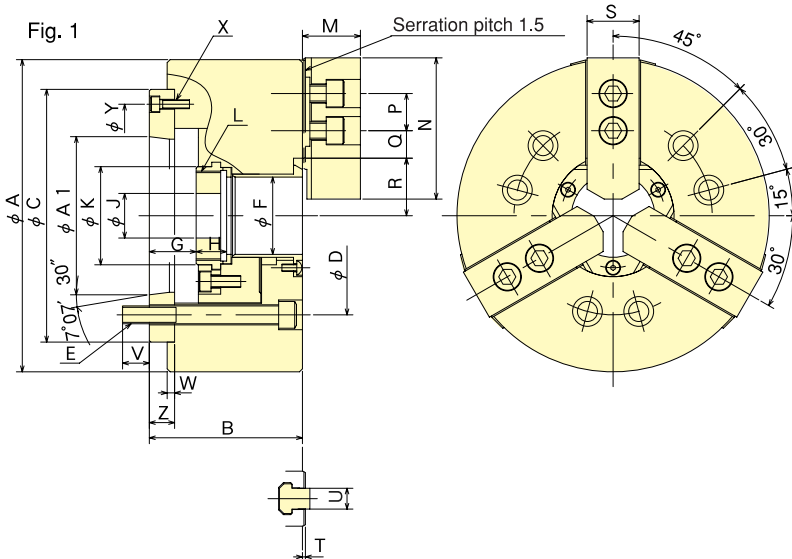 Fig. 1
X
L
M
Serration pitch 1.5
S
45°
30°
15°
30°
P
Q
N
R
φ Y
φ A
φ C
φ A 1
φ K
φ J
G
H
φ F
φ D
7°07′ 30″
E
V
W
Z
B
U
T